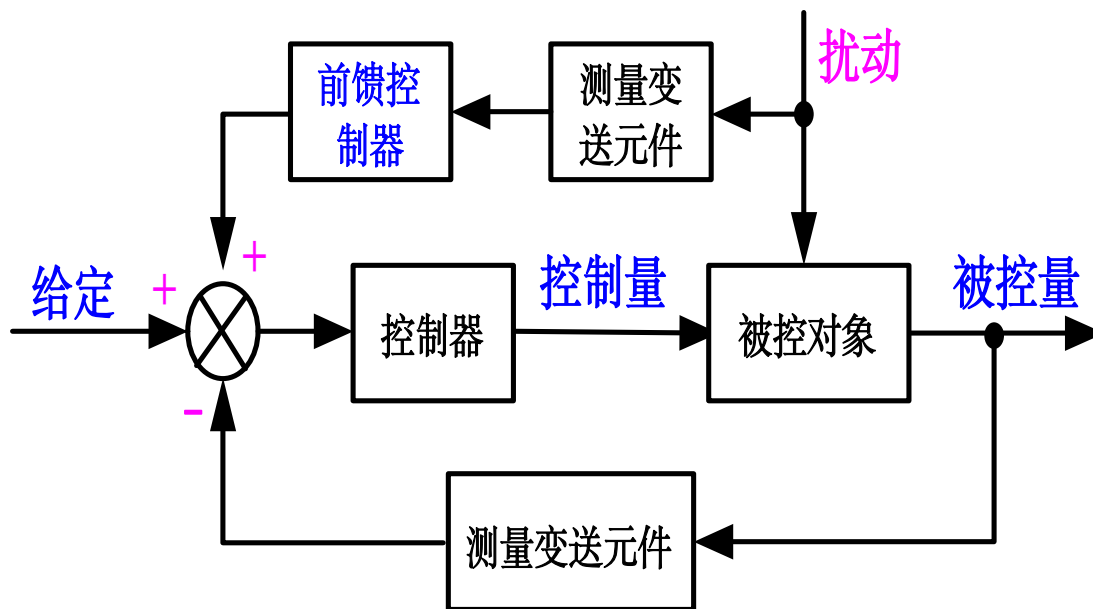 扰动
前馈控
制器
测量变
送元件
+
+
给定
控制量
被控量
控制器
被控对象
-
测量变送元件